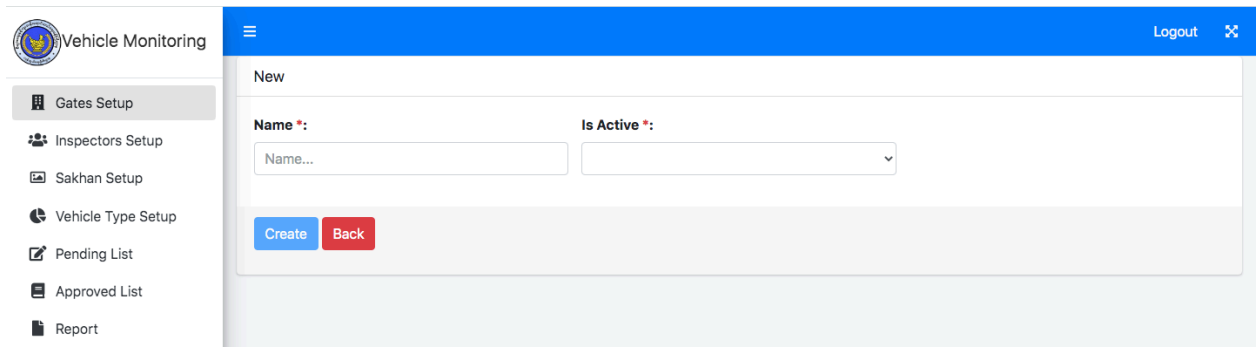 Vehicle Monitoring
Logout
Gates Setup
Inspectors Setup
Sakhan Setup
Vehicle Type Setup
Pending List
Approved List
Report
New
Name *:
Is Active *:
Name...
Create
Back